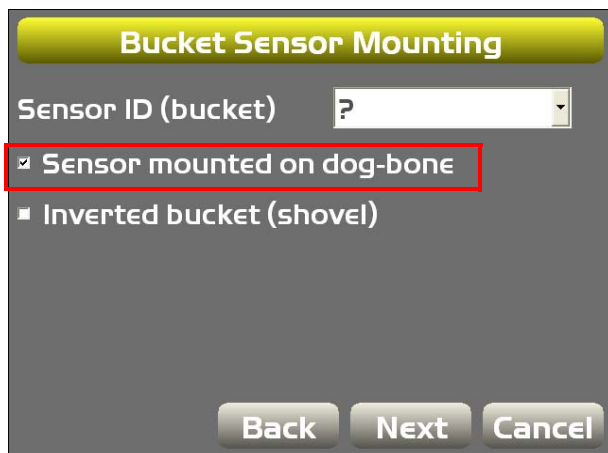 Bucket Sensor Mounting
Sensor ID (bucket) ?
Sensor mounted on dog-bone
Inverted bucket (shovel)
Back Next Cancel